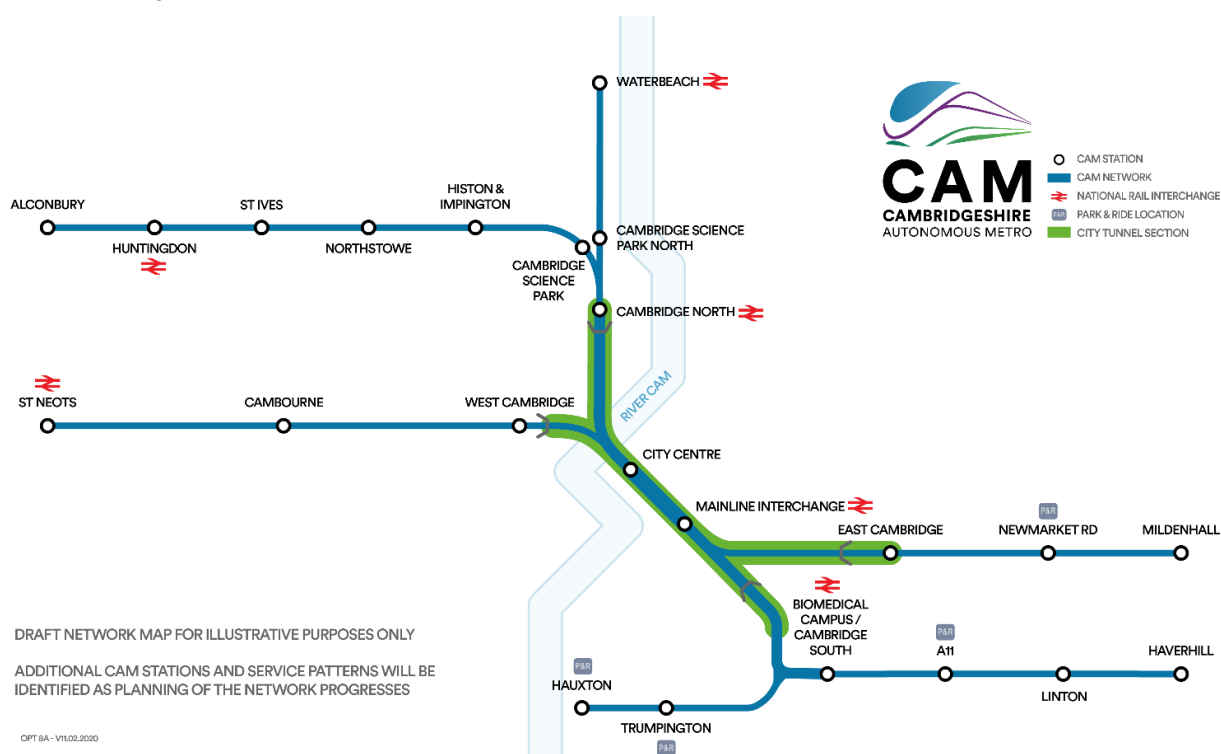 WATERBEACH
CAM
CAMBRIDGESHIRE
AUTONOMOUS METRO
CAM STATION
CAM NETWORK
NATIONAL RAIL INTERCHANGE
P&R PARK & RIDE LOCATION
CITY TUNNEL SECTION
ALCONBURY
HUNTINGDON
ST IVES
NORTHSTOWE
HISTON &
IMPINGTON
CAMBRIDGE SCIENCE
PARK NORTH
CAMBRIDGE
SCIENCE
PARK
CAMBRIDGE NORTH
RIVER CAM
ST NEOTS
CAMBOURNE
WEST CAMBRIDGE
CITY CENTRE
MAINLINE INTERCHANGE
EAST CAMBRIDGE
P&R
NEWMARKET RD
MILDENHALL
BIOMEDICAL
CAMPUS /
CAMBRIDGE
SOUTH
P&R
A11
LINTON
HAVERHILL
P&R
HAUXTON
TRUMPINGTON
P&R
DRAFT NETWORK MAP FOR ILLUSTRATIVE PURPOSES ONLY
ADDITIONAL CAM STATIONS AND SERVICE PATTERNS WILL BE
IDENTIFIED AS PLANNING OF THE NETWORK PROGRESSES
OPT 8A - V11.02.2020